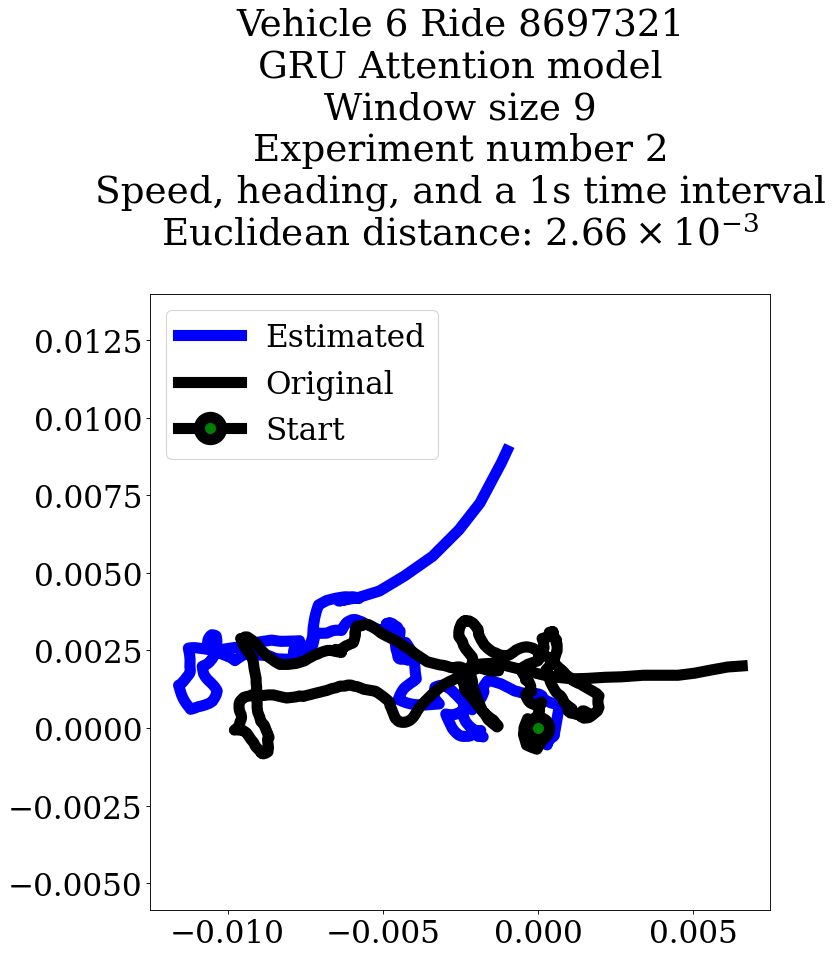 Vehicle 6 Ride 8697321
GRU Attention model
Window size 9
Experiment number 2
Speed, heading, and a 1s time interval
Euclidean distance: 2.66 × 10⁻³
Estimated
Original
Start
0.0125
0.0100
0.0075
0.0050
0.0025
0.0000
−0.0025
−0.0050
−0.010 −0.005 0.000 0.005